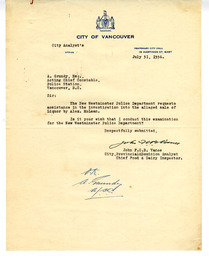 CITY OF VANCOUVER
City Analyst's
OFFICE
July 31, 1934.
A. Grundy, Esq.,
Acting Chief Constable,
Police Station,
Vancouver, B.C.
Sir:
The New Westminster Police Department requests
assistance in the investigation into the alleged sale of
liquor by Alex. McLean.
Is it your wish that I conduct this examination
for the New Westminster Police Department?
Respectfully submitted,
John F.C.B. Vance
City, Analyst
Chief Food & Dairy Inspector.
O.K.
A. Grundy